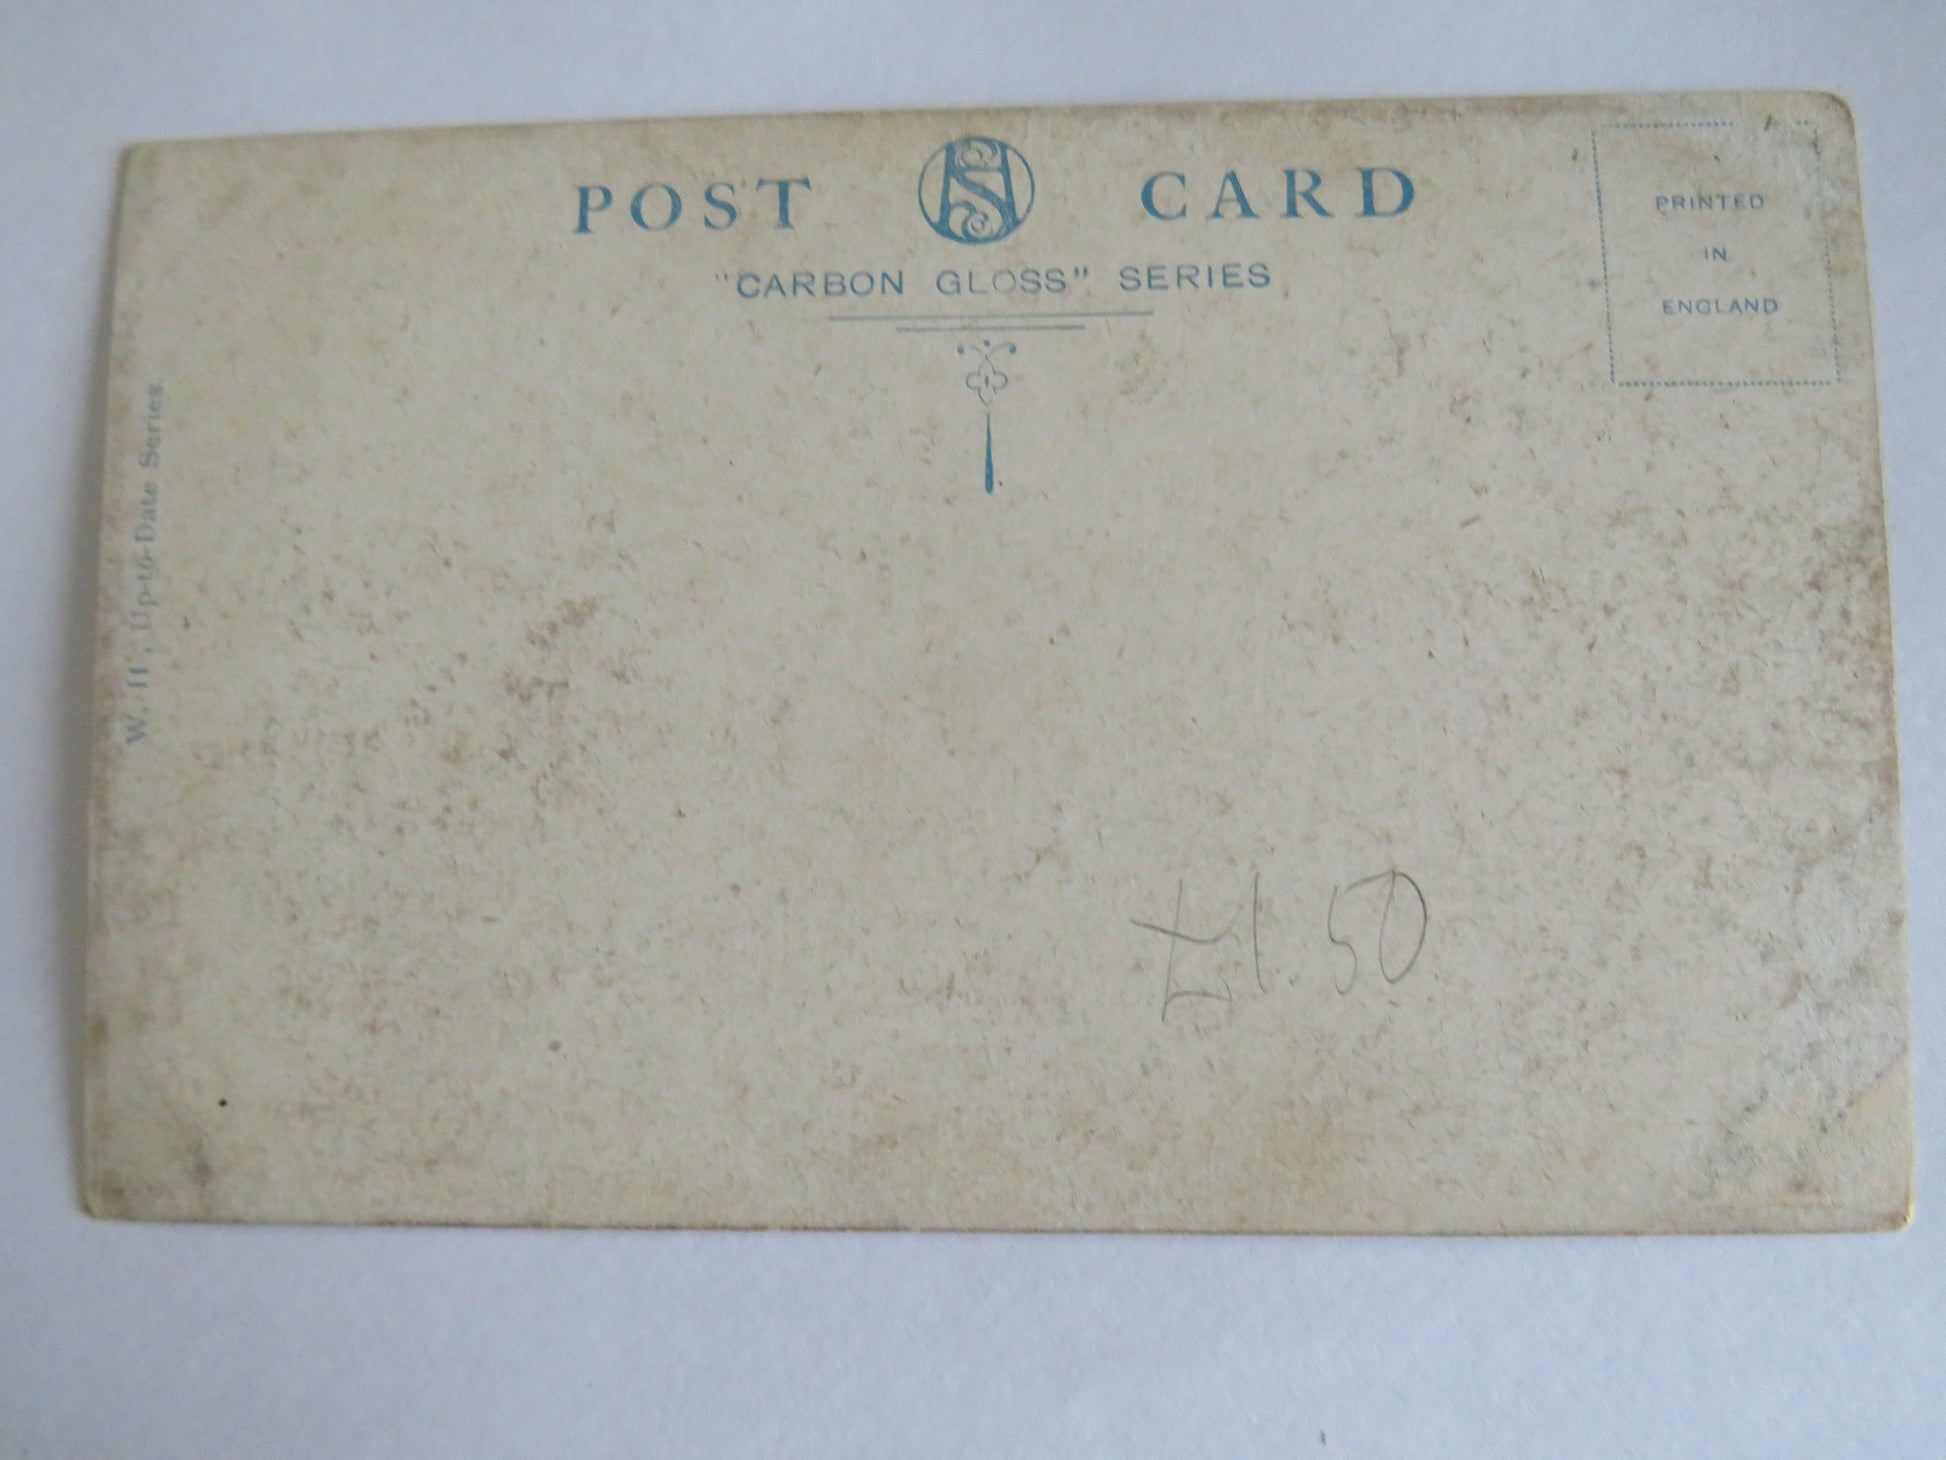 POST CARD
"CARBON GLOSS" SERIES
PRINTED
IN
ENGLAND
W. H., Up-to-Date Series.
£1.50